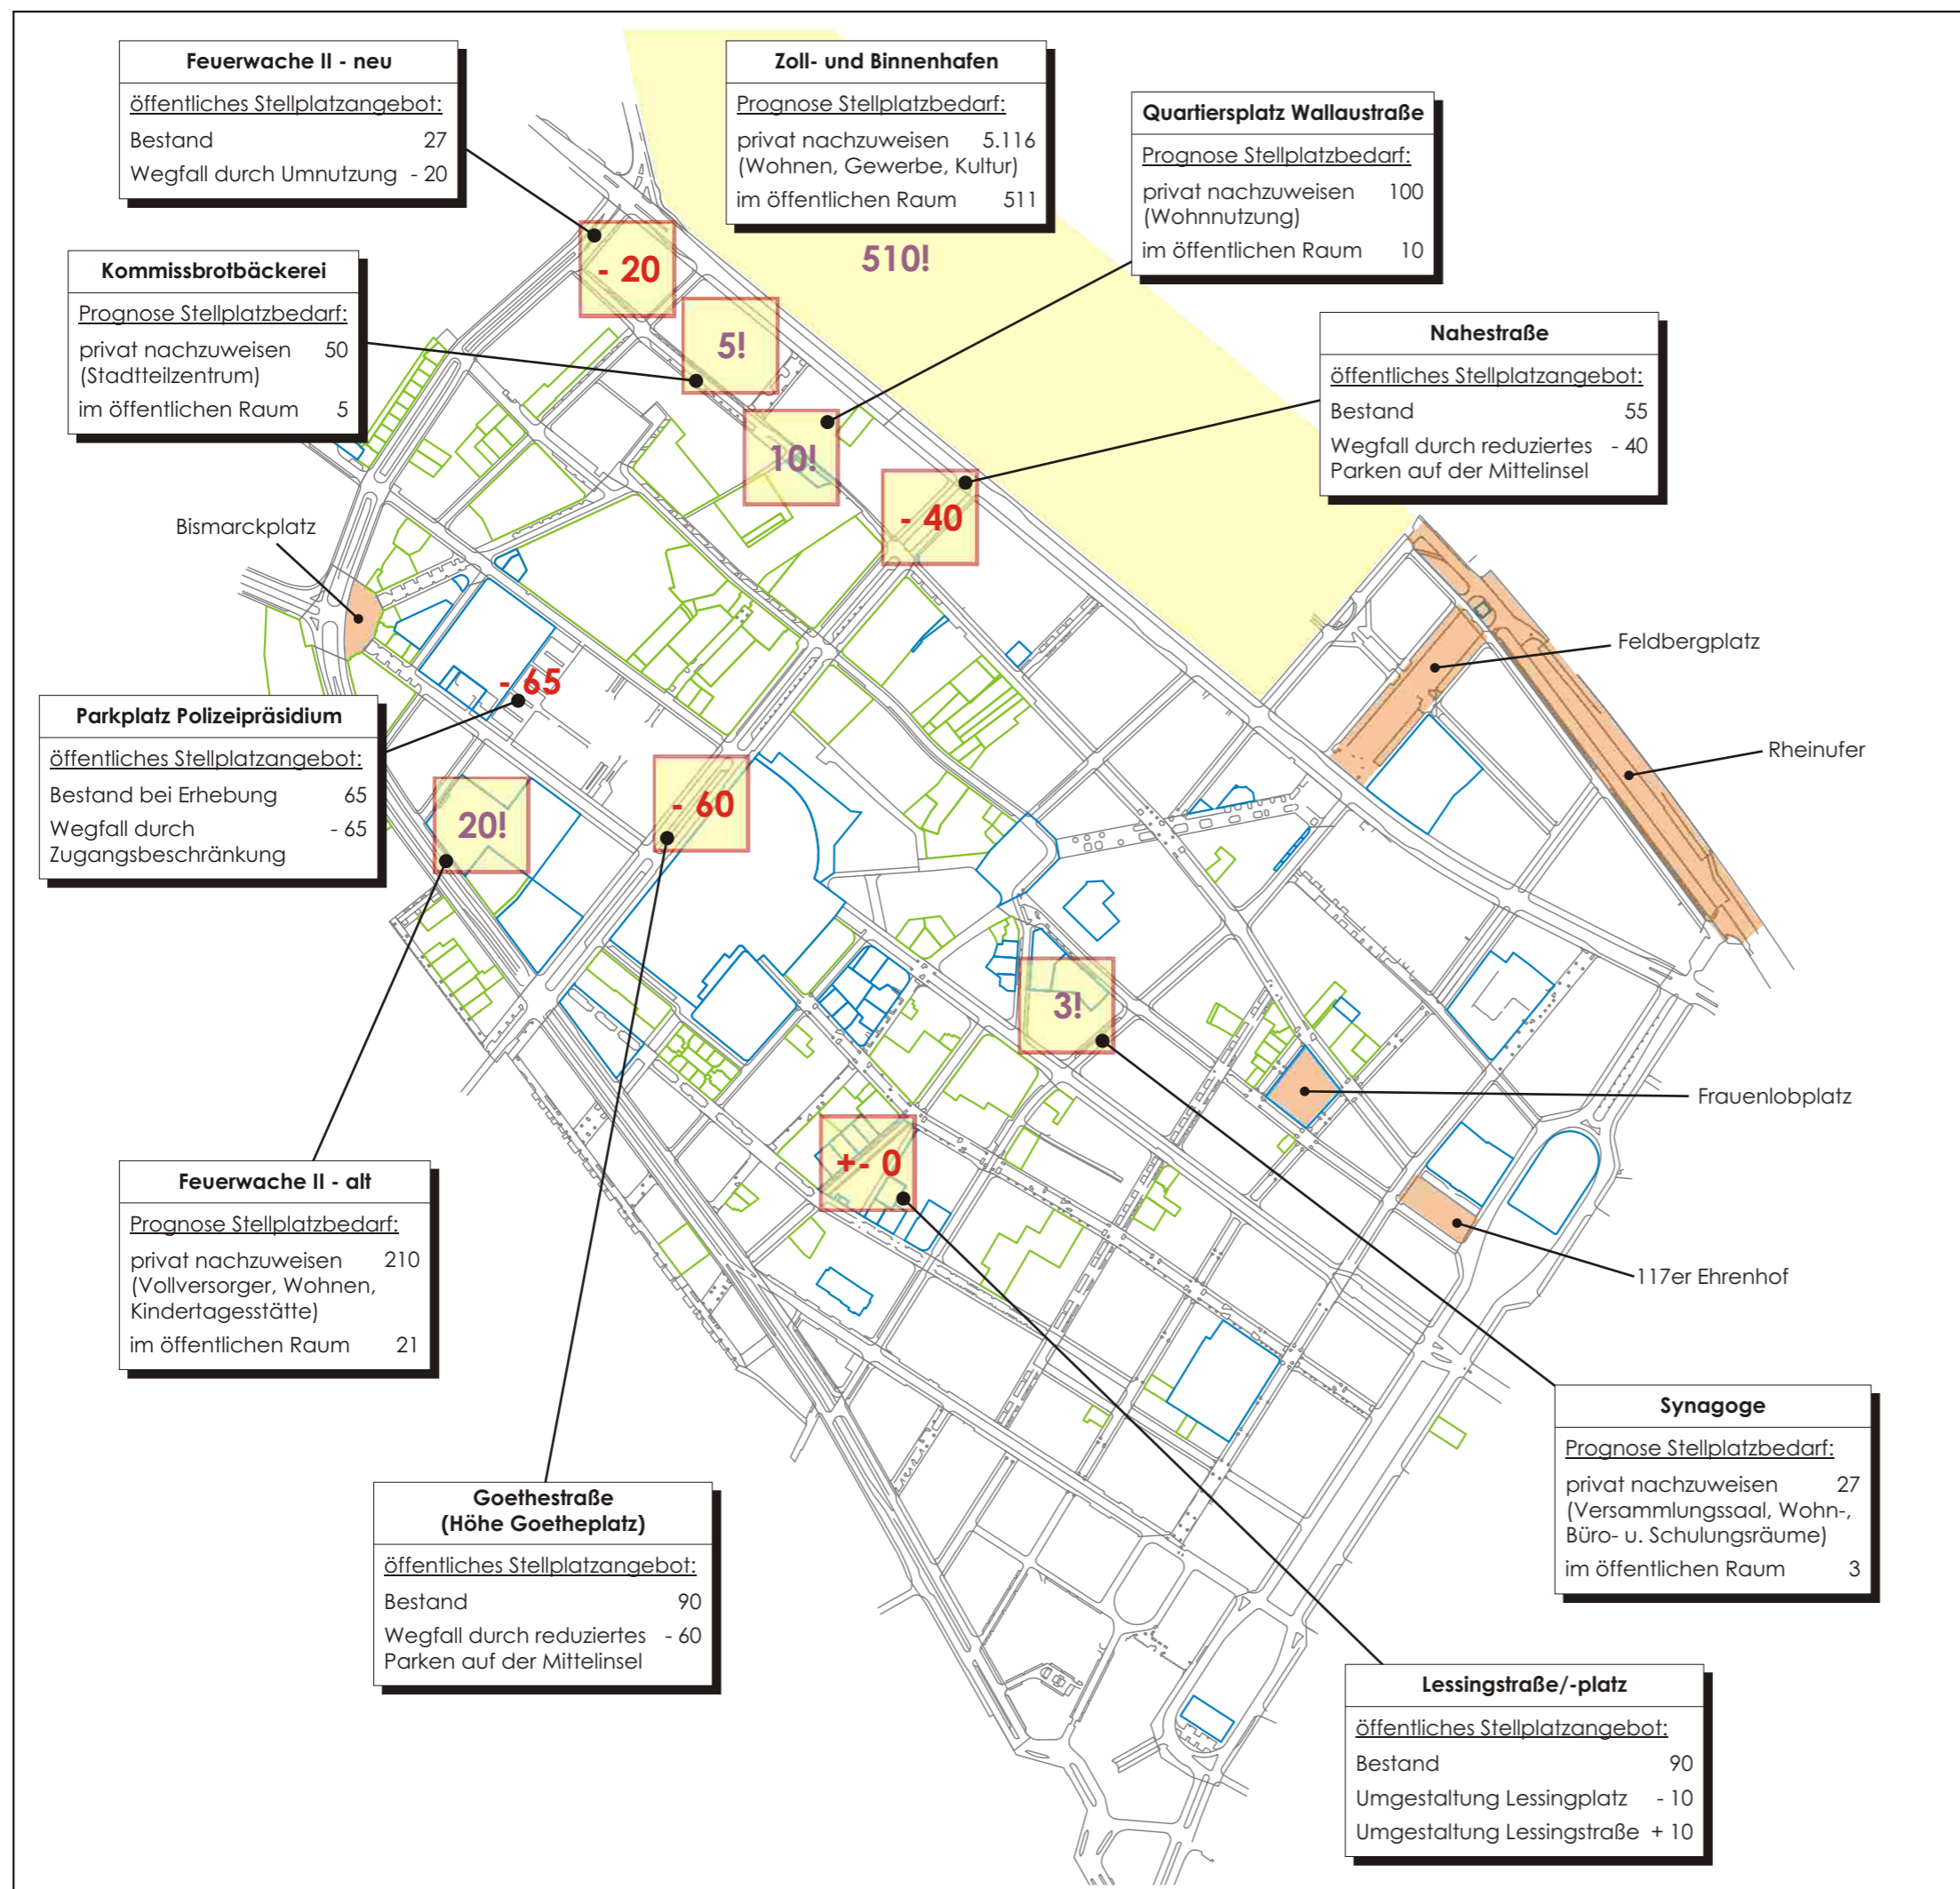 Feuerwache II - neu
öffentliches Stellplatzangebot:
Bestand 27
Wegfall durch Umnutzung - 20
Zoll- und Binnenhafen
Prognose Stellplatzbedarf:
privat nachzuweisen 5.116
(Wohnen, Gewerbe, Kultur)
im öffentlichen Raum 511
510!
Quartiersplatz Wallaustraße
Prognose Stellplatzbedarf:
privat nachzuweisen 100
(Wohnnutzung)
im öffentlichen Raum 10
Kommissbrotbäckerei
Prognose Stellplatzbedarf:
privat nachzuweisen 50
(Stadtteilzentrum)
im öffentlichen Raum 5
- 20
5!
10!
- 40
Nahestraße
öffentliches Stellplatzangebot:
Bestand 55
Wegfall durch reduziertes - 40
Parken auf der Mittelinsel
Bismarckplatz
Feldbergplatz
Rheinufer
- 65
Parkplatz Polizeipräsidium
öffentliches Stellplatzangebot:
Bestand bei Erhebung 65
Wegfall durch - 65
Zugangsbeschränkung
20!
- 60
3!
+- 0
Frauenlobplatz
117er Ehrenhof
Feuerwache II - alt
Prognose Stellplatzbedarf:
privat nachzuweisen 210
(Vollversorger, Wohnen,
Kindertagesstätte)
im öffentlichen Raum 21
Goethestraße
(Höhe Goetheplatz)
öffentliches Stellplatzangebot:
Bestand 90
Wegfall durch reduziertes - 60
Parken auf der Mittelinsel
Synagoge
Prognose Stellplatzbedarf:
privat nachzuweisen 27
(Versammlungssaal, Wohn-,
Büro- u. Schulungsräume)
im öffentlichen Raum 3
Lessingstraße/-platz
öffentliches Stellplatzangebot:
Bestand 90
Umgestaltung Lessingplatz - 10
Umgestaltung Lessingstraße + 10